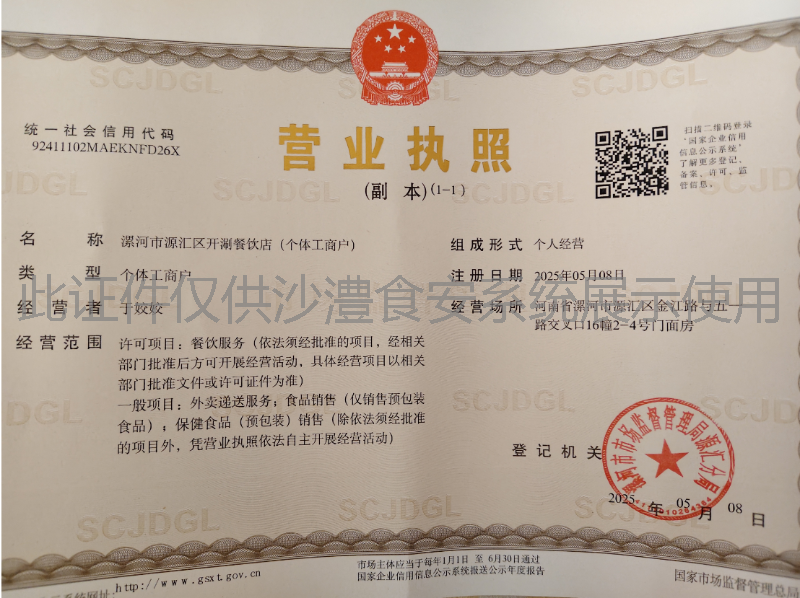 统一社会信用代码
92411102MAEKNFD26X
营业执照
(副 本)(1-1)
扫描二维码登录
“国家企业信用
信息公示系统”
了解更多登记、
备案、许可、监
管信息。
名 称 漯河市源汇区开涮餐饮店(个体工商户)
类 型 个体工商户
经 营 者 于姣姣
经营范围 许可项目:餐饮服务(依法须经批准的项目,经相关
部门批准后方可开展经营活动,具体经营项目以相关
部门批准文件或许可证件为准)
一般项目:外卖递送服务;食品销售(仅销售预包装
食品);保健食品(预包装)销售(除依法须经批准
的项目外,凭营业执照依法自主开展经营活动)
组成形式 个人经营
注册日期 2025年05月08日
经营场所 河南省漯河市源汇区金江路与五一
路交叉口16幢2-4号门面房
此证件仅供沙澧食安系统展示使用
登记机关
漯河市市场监督管理局源汇分局
2025 年 05 月 08 日
http://www.gsxt.gov.cn
市场主体应当于每年1月1日 至 6月30日通过
国家企业信用信息公示系统报送公示年度报告
国家市场监督管理总局
SCJDGL